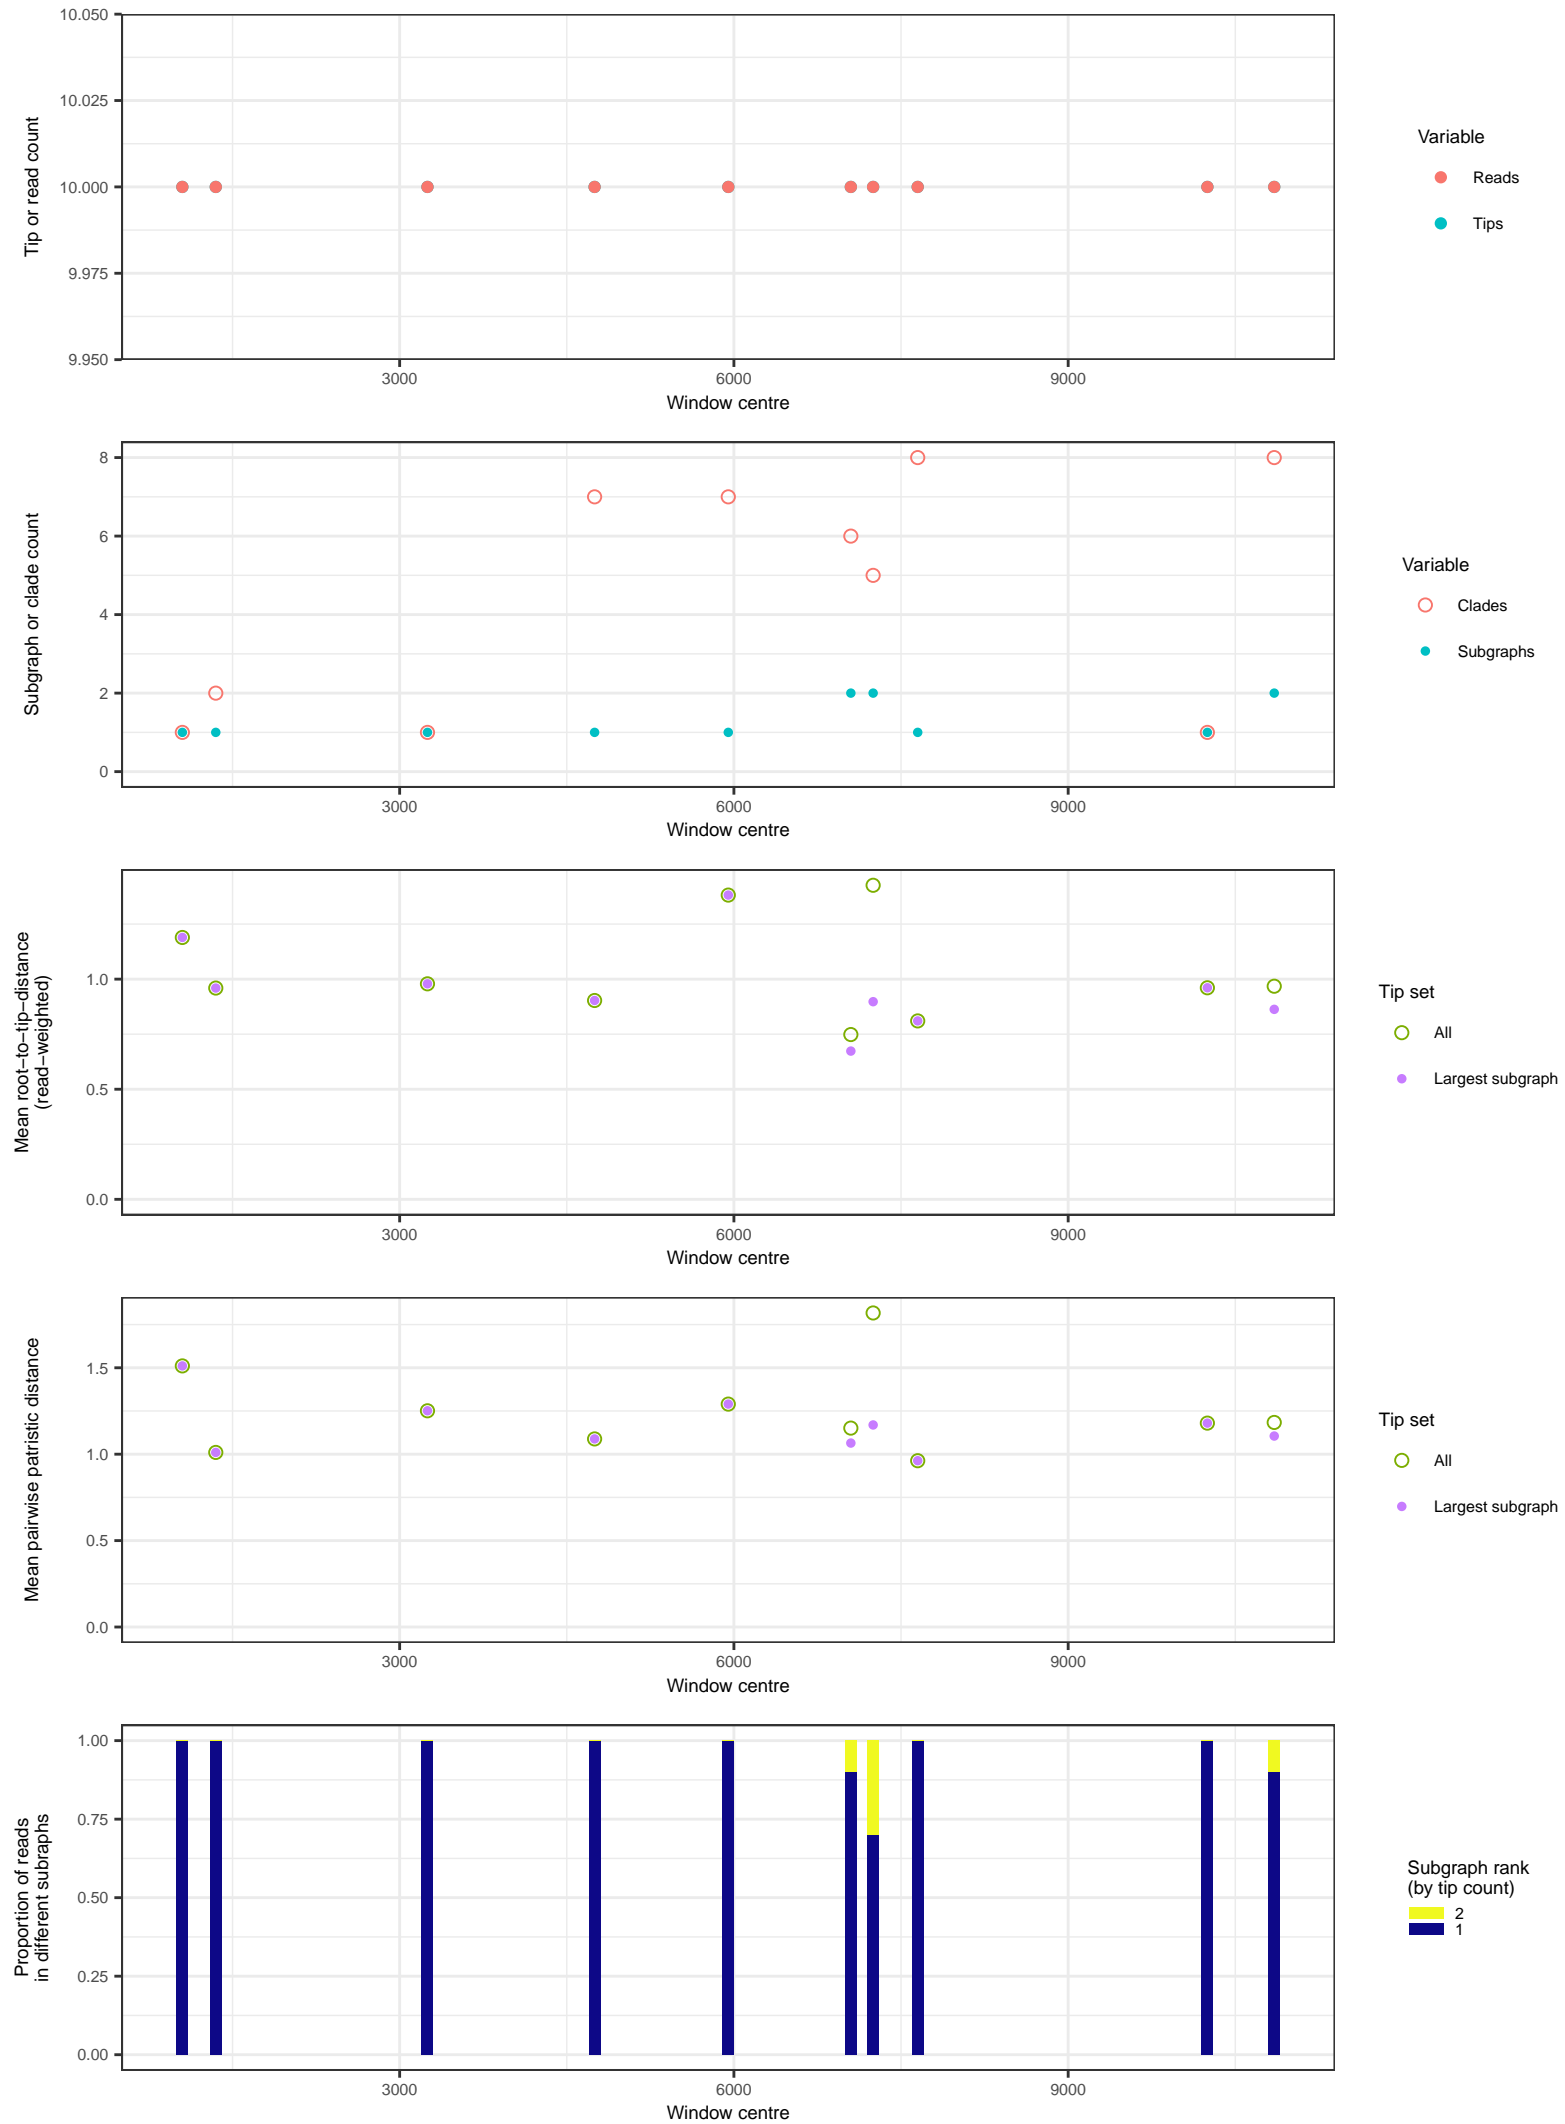 10.050
10.025
10.000
9.975
9.950
Tip or read count
3000
6000
9000
Window centre
Variable
Reads
Tips
8
6
4
2
0
Subgraph or clade count
3000
6000
9000
Window centre
Variable
Clades
Subgraphs
1.0
0.5
0.0
Mean root−to−tip−distance
(read−weighted)
3000
6000
9000
Window centre
Tip set
All
Largest subgraph
1.5
1.0
0.5
0.0
Mean pairwise patristic distance
3000
6000
9000
Window centre
Tip set
All
Largest subgraph
1.00
0.75
0.50
0.25
0.00
Proportion of reads
in different subraphs
3000
6000
9000
Window centre
Subgraph rank
(by tip count)
2
1